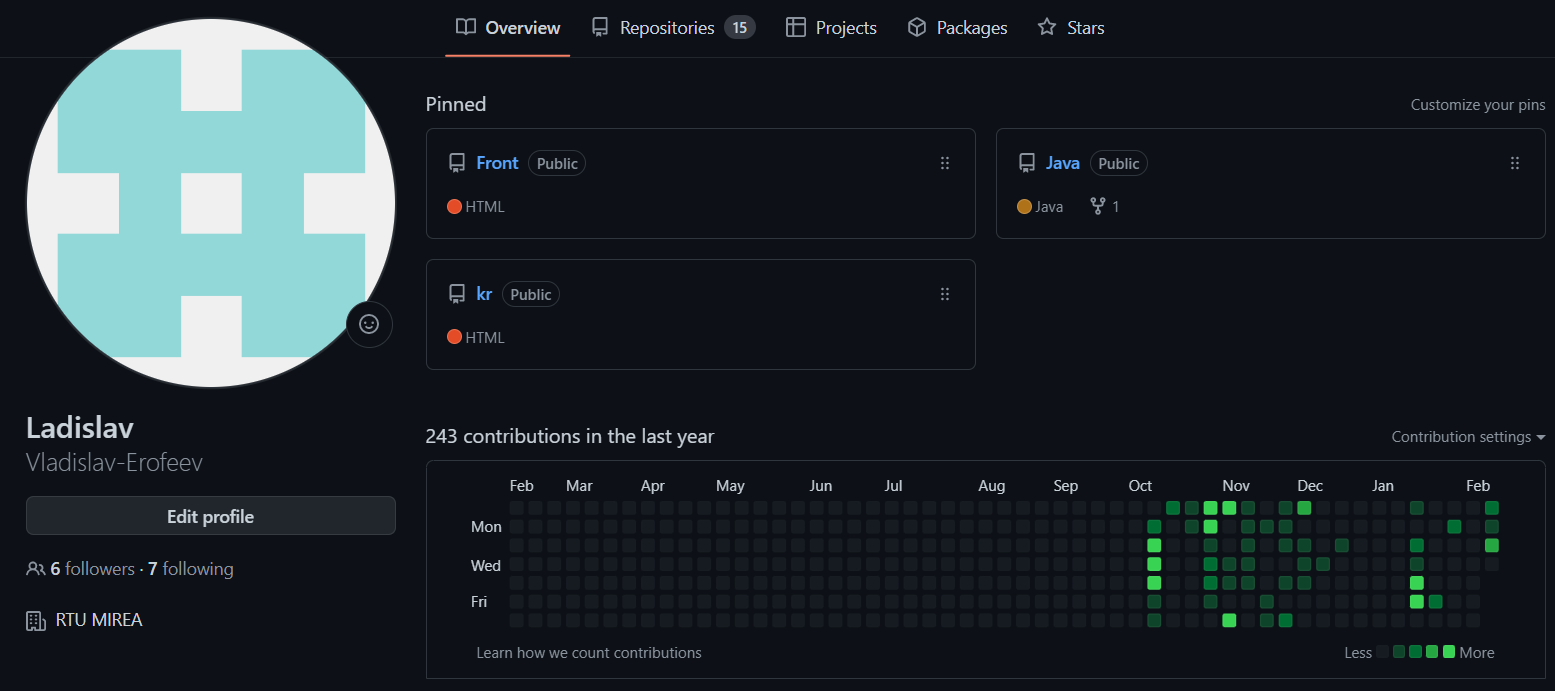 Overview Repositories 15 Projects Packages Stars
Pinned Customize your pins
Front Public
HTML
Java Public
Java 1
kr Public
HTML
Ladislav
Vladislav-Erofeev
Edit profile
6 followers · 7 following
RTU MIREA
243 contributions in the last year Contribution settings
Feb Mar Apr May Jun Jul Aug Sep Oct Nov Dec Jan Feb
Mon
Wed
Fri
Learn how we count contributions Less More